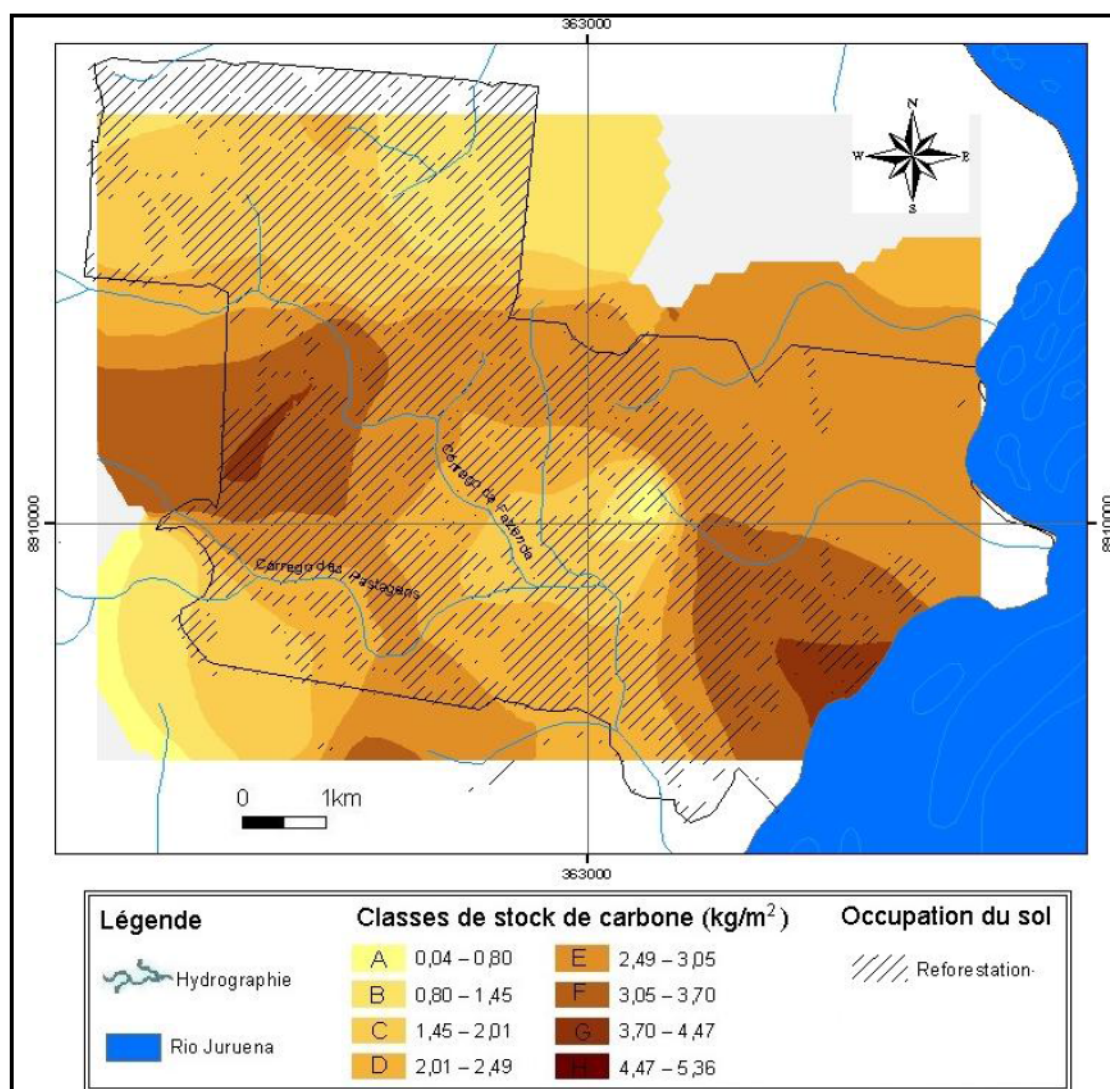 363000
N
W E
S
8910000
8910000
Córrego da Fazenda
Carrego das Pastagens
0 1km
363000
Légende
Hydrographie
Rio Juruena
Classes de stock de carbone (kg/m²)
A 0,04 – 0,80
B 0,80 – 1,45
C 1,45 – 2,01
D 2,01 – 2,49
E 2,49 – 3,05
F 3,05 – 3,70
G 3,70 – 4,47
H 4,47 – 5,36
Occupation du sol
Reforestation-